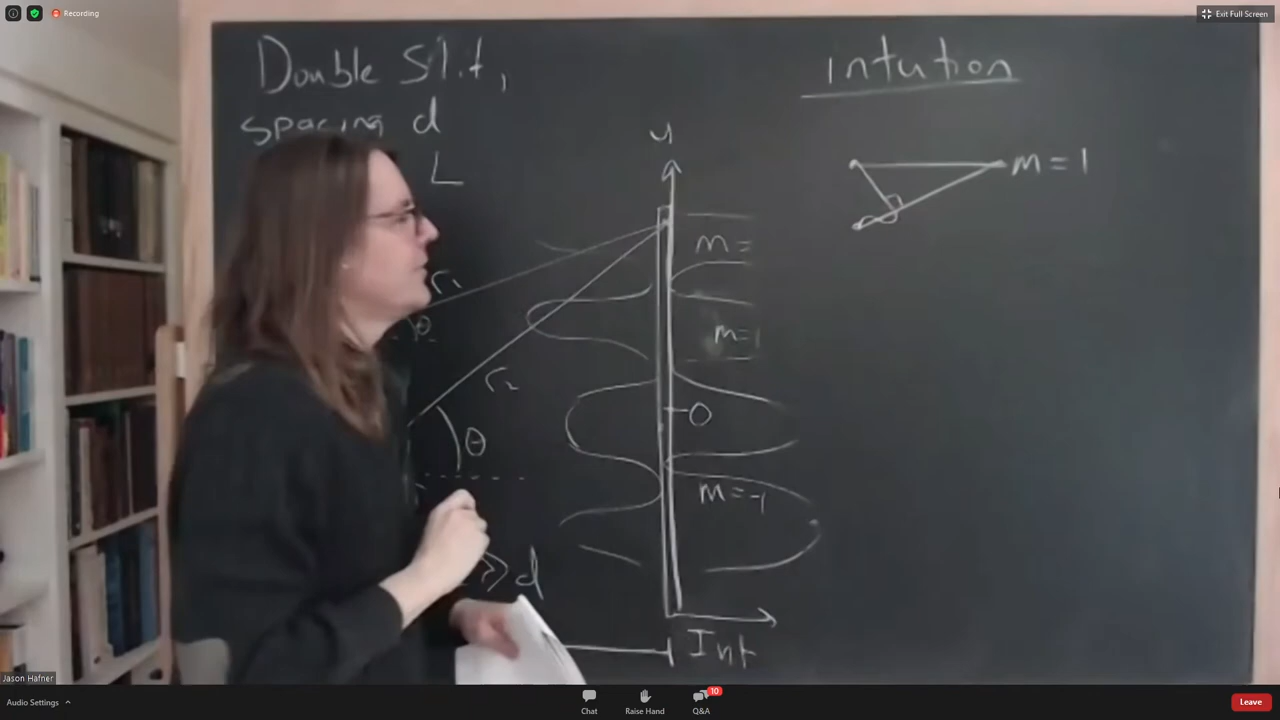 Recording
Exit Full Screen
Double Slit,
spacing d
L
intution
y
m = 1
m =
r₁
θ
m=1
r₂
0
θ
m=-1
≫ d
Int
Jason Hafner
Audio Settings
Chat
Raise Hand
10
Q&A
Leave